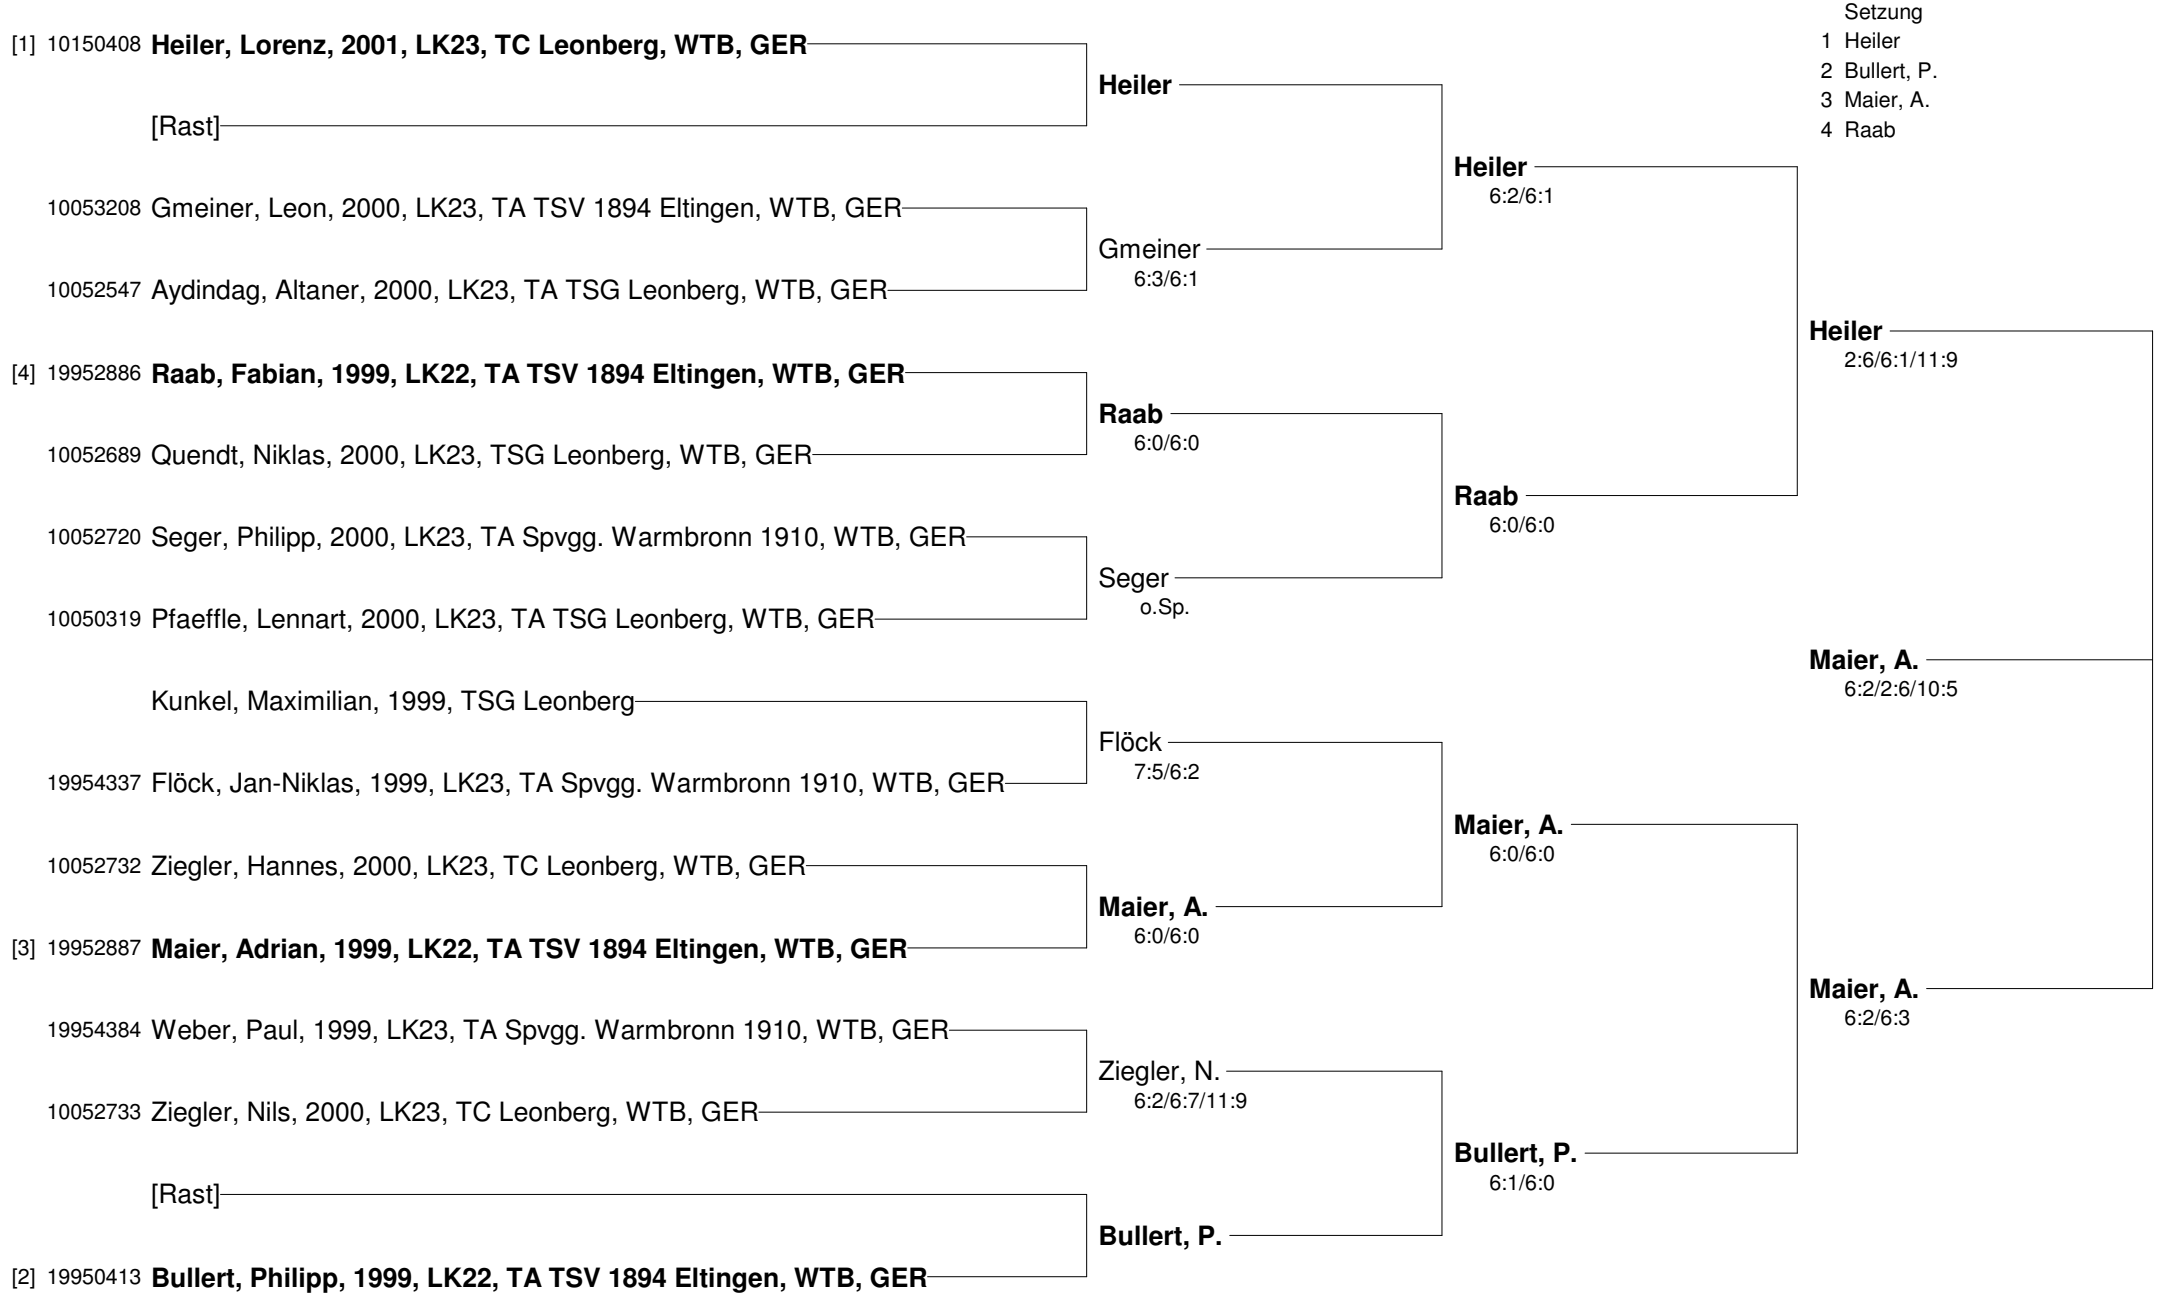 Setzung
1 Heiler
2 Bullert, P.
3 Maier, A.
4 Raab
[1] 10150408 Heiler, Lorenz, 2001, LK23, TC Leonberg, WTB, GER
Heiler
[Rast]
Heiler
6:2/6:1
10053208 Gmeiner, Leon, 2000, LK23, TA TSV 1894 Eltingen, WTB, GER
Gmeiner
6:3/6:1
10052547 Aydindag, Altaner, 2000, LK23, TA TSG Leonberg, WTB, GER
Heiler
2:6/6:1/11:9
[4] 19952886 Raab, Fabian, 1999, LK22, TA TSV 1894 Eltingen, WTB, GER
Raab
6:0/6:0
10052689 Quendt, Niklas, 2000, LK23, TSG Leonberg, WTB, GER
Raab
6:0/6:0
10052720 Seger, Philipp, 2000, LK23, TA Spvgg. Warmbronn 1910, WTB, GER
Seger
o.Sp.
10050319 Pfaeffle, Lennart, 2000, LK23, TA TSG Leonberg, WTB, GER
Maier, A.
6:2/2:6/10:5
Kunkel, Maximilian, 1999, TSG Leonberg
Flöck
7:5/6:2
19954337 Flöck, Jan-Niklas, 1999, LK23, TA Spvgg. Warmbronn 1910, WTB, GER
Maier, A.
6:0/6:0
10052732 Ziegler, Hannes, 2000, LK23, TC Leonberg, WTB, GER
Maier, A.
6:0/6:0
[3] 19952887 Maier, Adrian, 1999, LK22, TA TSV 1894 Eltingen, WTB, GER
Maier, A.
6:2/6:3
19954384 Weber, Paul, 1999, LK23, TA Spvgg. Warmbronn 1910, WTB, GER
Ziegler, N.
6:2/6:7/11:9
10052733 Ziegler, Nils, 2000, LK23, TC Leonberg, WTB, GER
Bullert, P.
6:1/6:0
[Rast]
Bullert, P.
[2] 19950413 Bullert, Philipp, 1999, LK22, TA TSV 1894 Eltingen, WTB, GER